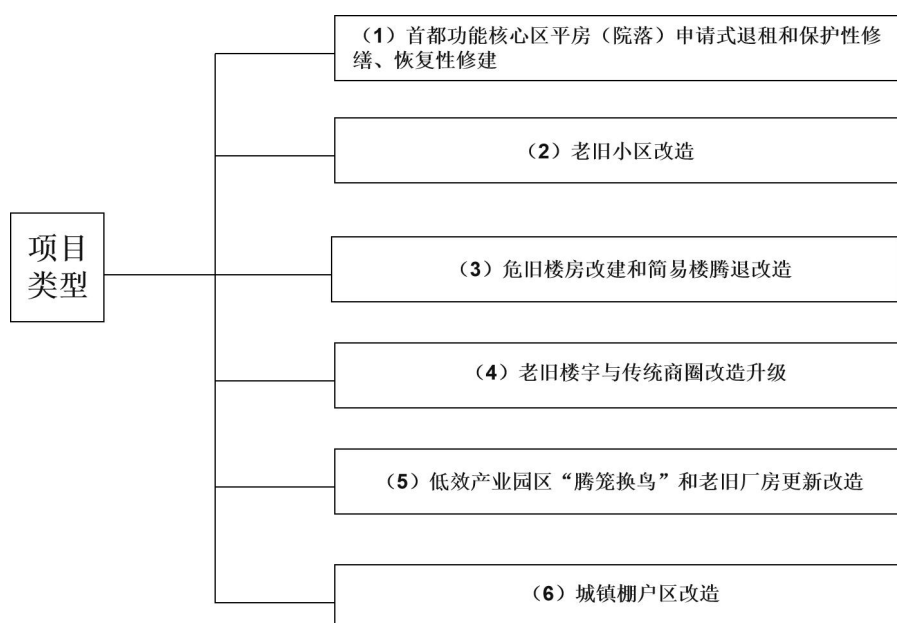 项目
类型
（1）首都功能核心区平房（院落）申请式退租和保护性修
缮、恢复性修建
（2）老旧小区改造
（3）危旧楼房改建和简易楼腾退改造
（4）老旧楼宇与传统商圈改造升级
（5）低效产业园区“腾笼换鸟”和老旧厂房更新改造
（6）城镇棚户区改造